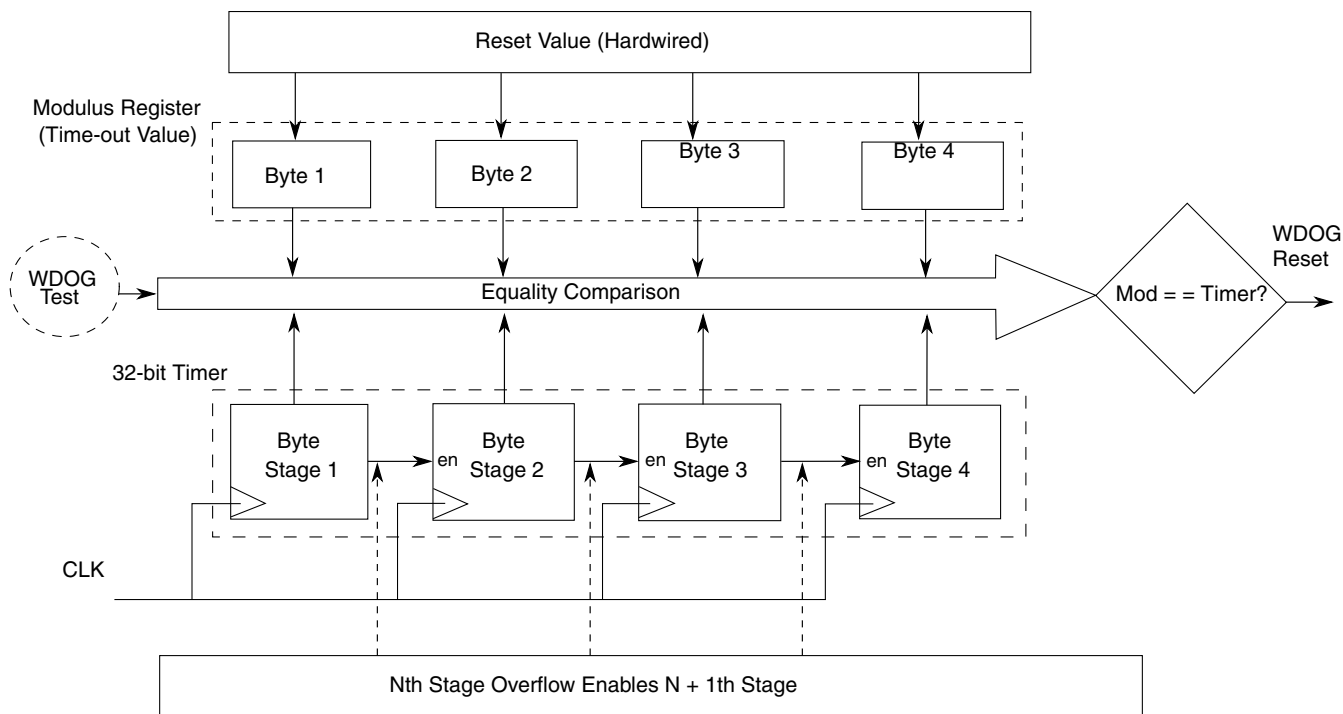 Reset Value (Hardwired)
Modulus Register
(Time-out Value)
Byte 1
Byte 2
Byte 3
Byte 4
WDOG
Test
Equality Comparison
Mod = = Timer?
WDOG
Reset
32-bit Timer
Byte
Stage 1
en
Byte
Stage 2
en
Byte
Stage 3
en
Byte
Stage 4
CLK
Nth Stage Overflow Enables N + 1th Stage